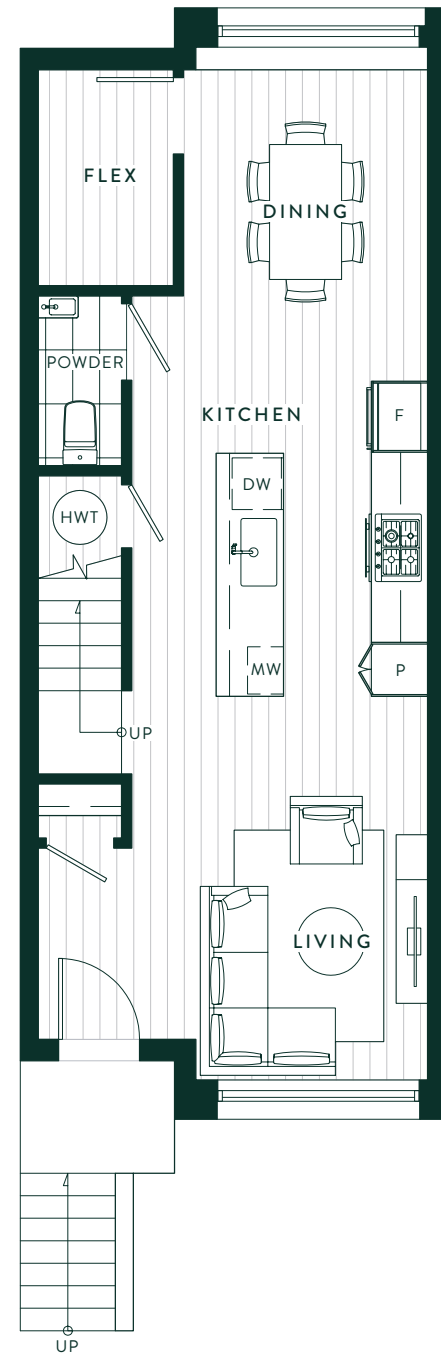 FLEX
DINING
POWDER
KITCHEN
F
DW
HWT
MW
P
UP
LIVING
UP